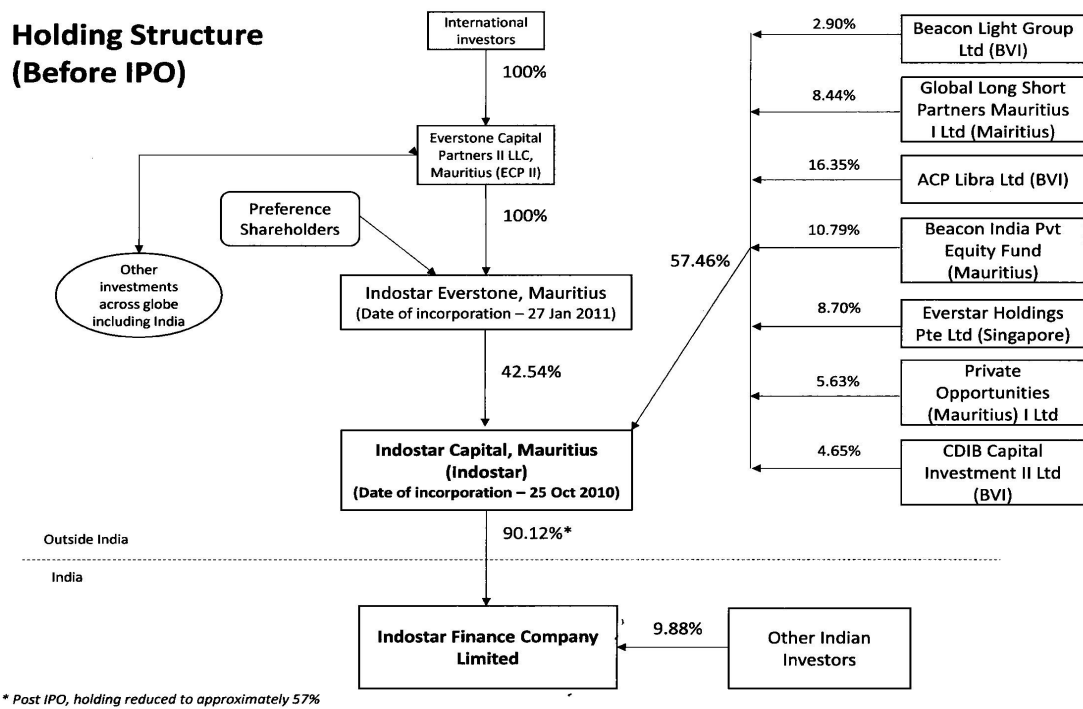 Holding Structure
(Before IPO)
International
investors
100%
Everstone Capital
Partners II LLC,
Mauritius (ECP II)
Preference
Shareholders
100%
Other
investments
across globe
including India
Indostar Everstone, Mauritius
(Date of incorporation – 27 Jan 2011)
42.54%
57.46%
Indostar Capital, Mauritius
(Indostar)
(Date of incorporation – 25 Oct 2010)
90.12%*
2.90%
Beacon Light Group
Ltd (BVI)
8.44%
Global Long Short
Partners Mauritius
I Ltd (Mairitius)
16.35%
ACP Libra Ltd (BVI)
10.79%
Beacon India Pvt
Equity Fund
(Mauritius)
8.70%
Everstar Holdings
Pte Ltd (Singapore)
5.63%
Private
Opportunities
(Mauritius) I Ltd
4.65%
CDIB Capital
Investment II Ltd
(BVI)
Outside India
India
Indostar Finance Company
Limited
9.88%
Other Indian
Investors
* Post IPO, holding reduced to approximately 57%